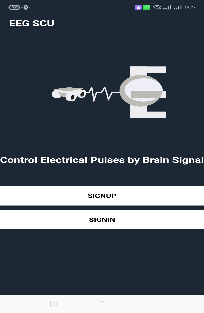 EEG SCU
E
Control Electrical Pulses by Brain Signal
SIGNUP
SIGNIN